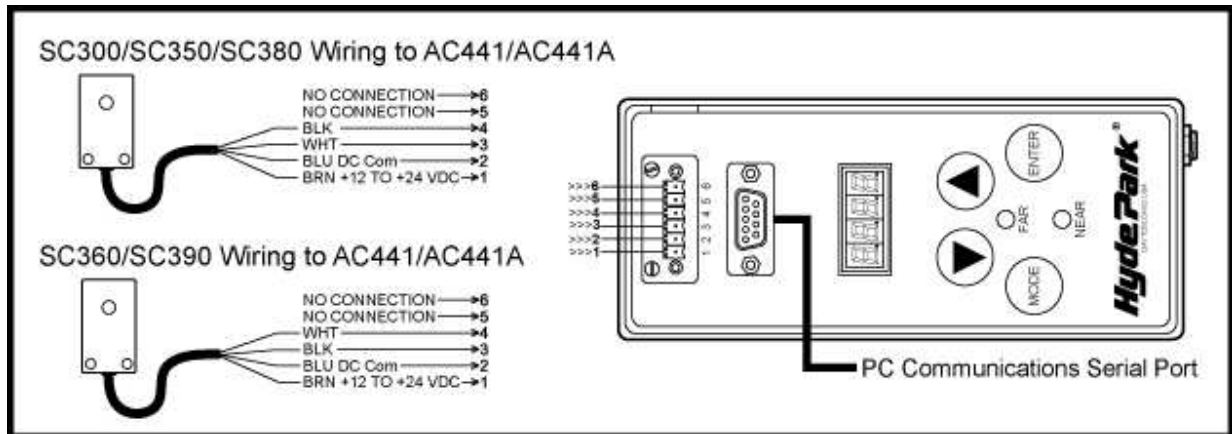 SC300/SC350/SC380 Wiring to AC441/AC441A
NO CONNECTION 6
NO CONNECTION 5
BLK 4
WHT 3
BLU DC Com 2
BRN +12 TO +24 VDC 1
SC360/SC390 Wiring to AC441/AC441A
NO CONNECTION 6
NO CONNECTION 5
WHT 4
BLK 3
BLU DC Com 2
BRN +12 TO +24 VDC 1
>>>6
>>>5
>>>4
>>>3
>>>2
>>>1
1 2 3 4 5 6
ENTER
FAR
NEAR
MODE
HydePark®
PC Communications Serial Port